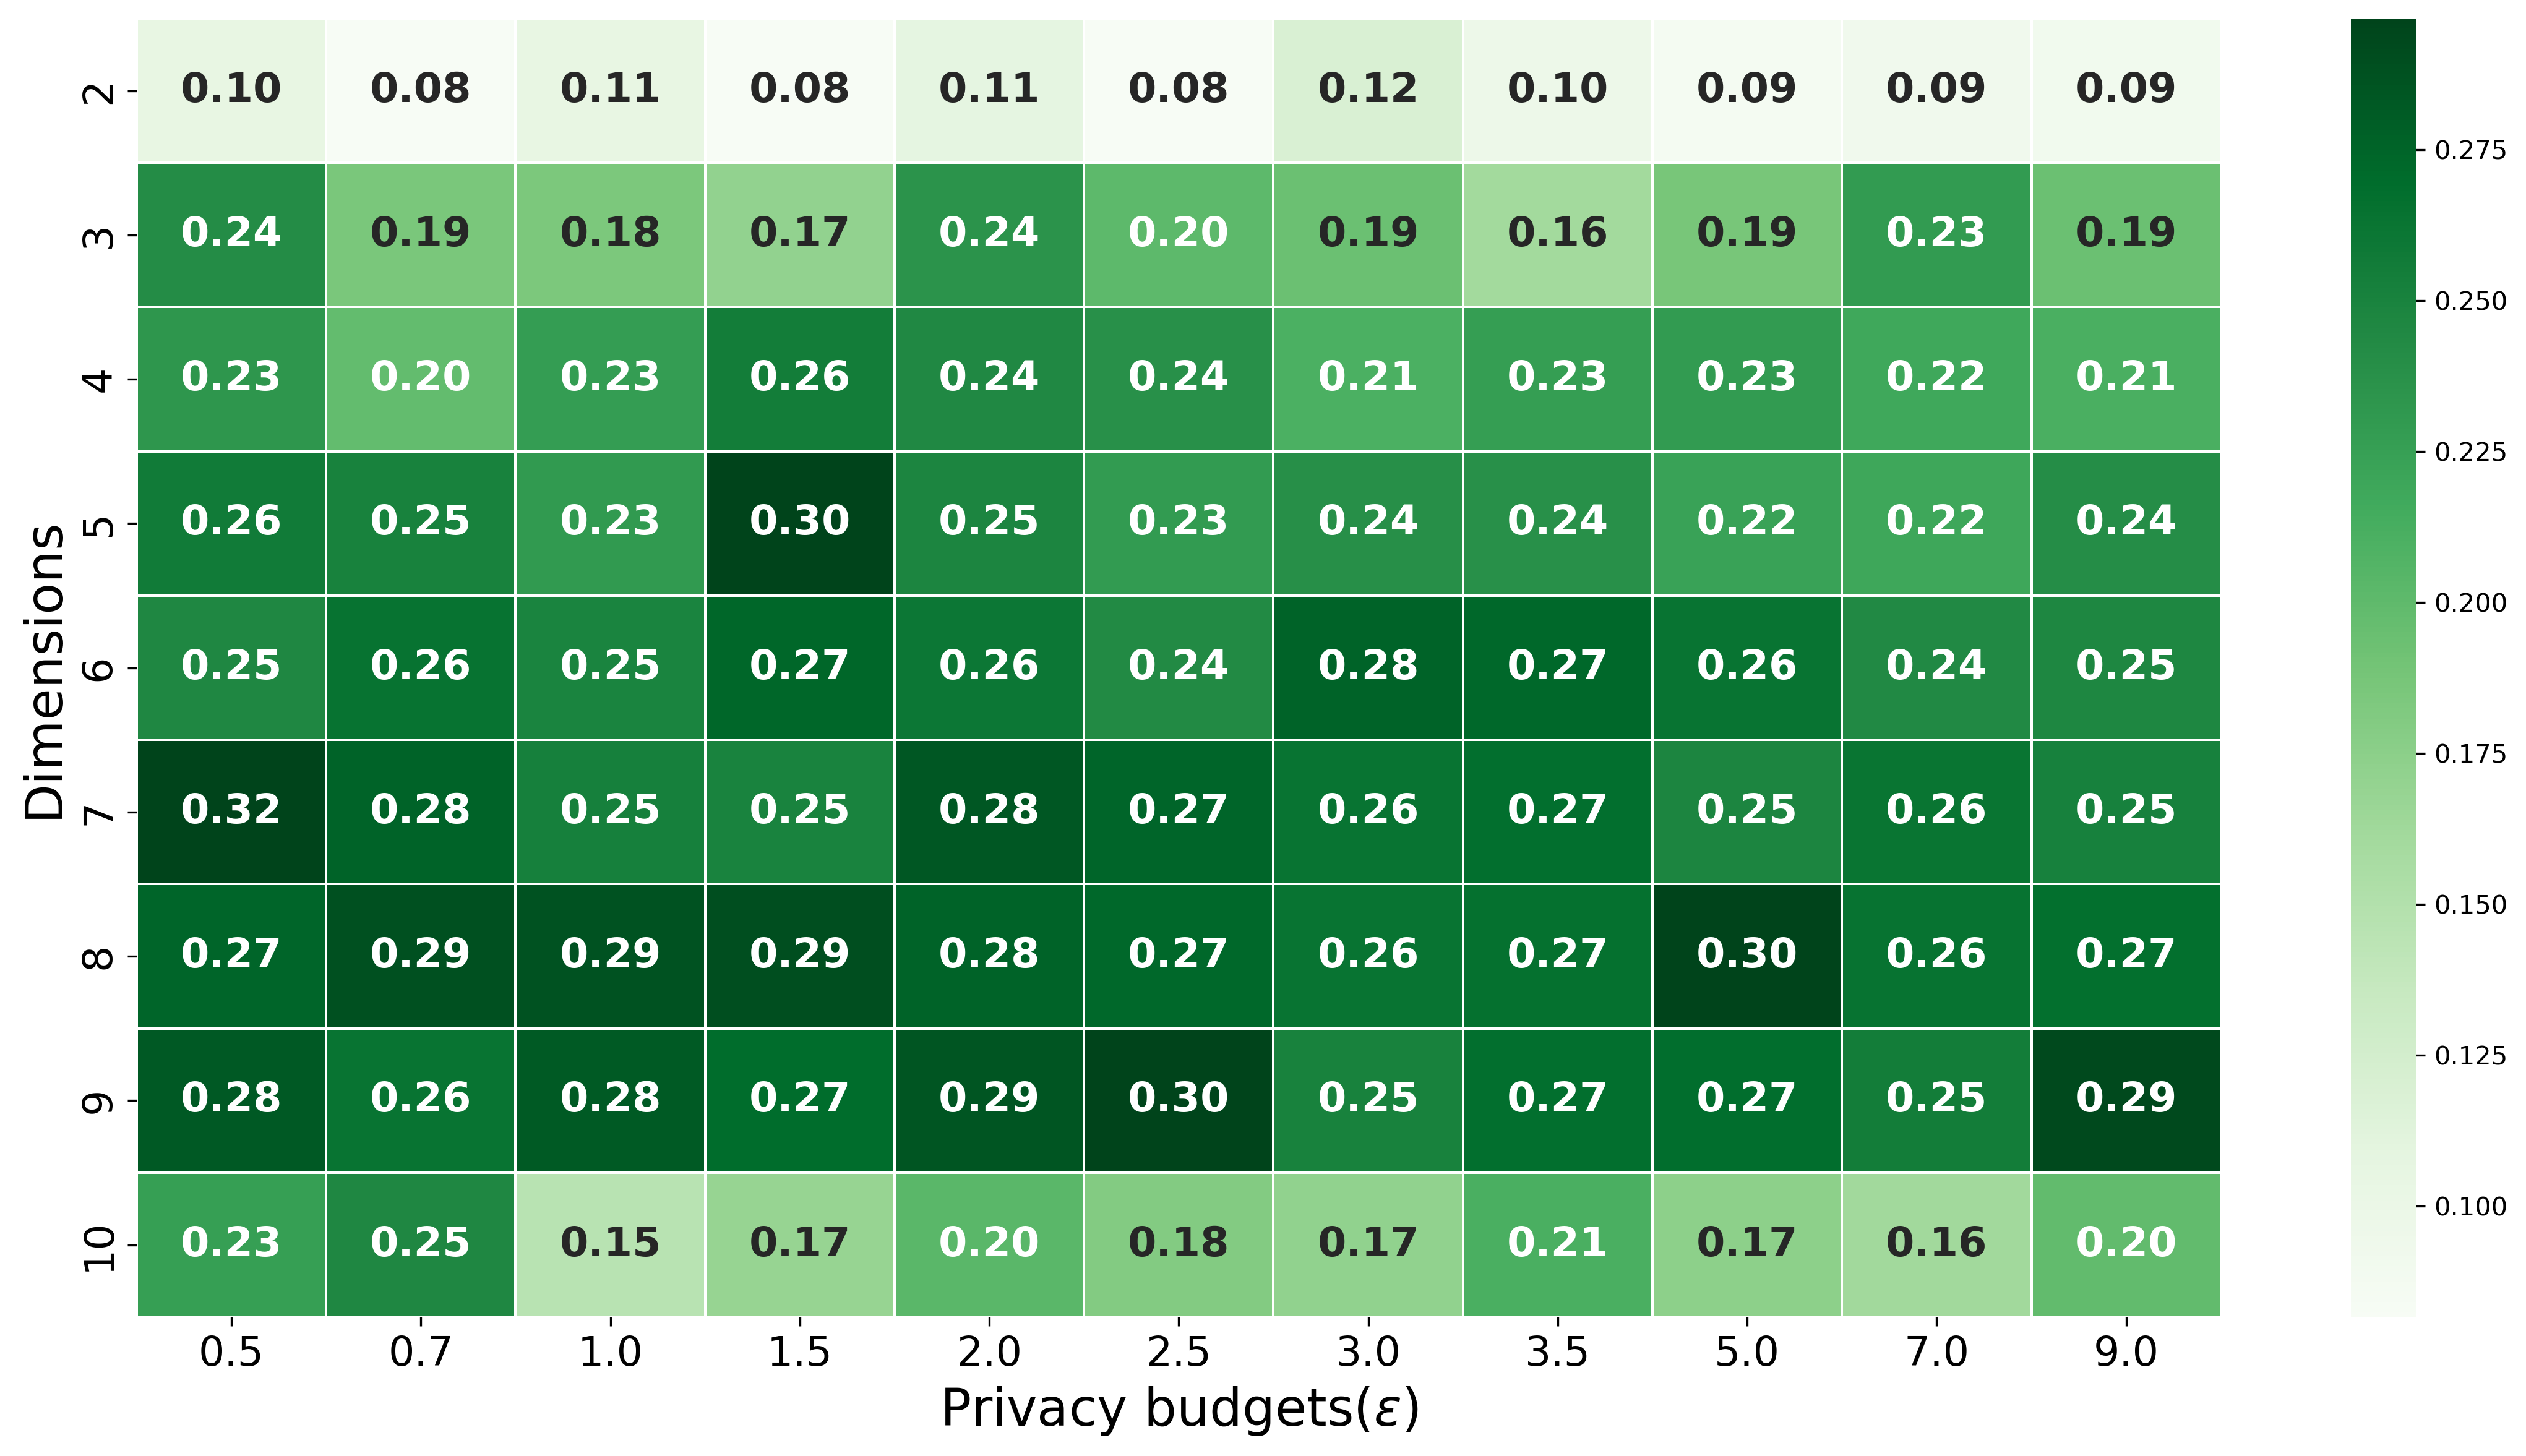 2 0.10 0.08 0.11 0.08 0.11 0.08 0.12 0.10 0.09 0.09 0.09
3 0.24 0.19 0.18 0.17 0.24 0.20 0.19 0.16 0.19 0.23 0.19
4 0.23 0.20 0.23 0.26 0.24 0.24 0.21 0.23 0.23 0.22 0.21
5 0.26 0.25 0.23 0.30 0.25 0.23 0.24 0.24 0.22 0.22 0.24
6 0.25 0.26 0.25 0.27 0.26 0.24 0.28 0.27 0.26 0.24 0.25
7 0.32 0.28 0.25 0.25 0.28 0.27 0.26 0.27 0.25 0.26 0.25
8 0.27 0.29 0.29 0.29 0.28 0.27 0.26 0.27 0.30 0.26 0.27
9 0.28 0.26 0.28 0.27 0.29 0.30 0.25 0.27 0.27 0.25 0.29
10 0.23 0.25 0.15 0.17 0.20 0.18 0.17 0.21 0.17 0.16 0.20
0.5 0.7 1.0 1.5 2.0 2.5 3.0 3.5 5.0 7.0 9.0
Privacy budgets(ε)
Dimensions
0.275
0.250
0.225
0.200
0.175
0.150
0.125
0.100